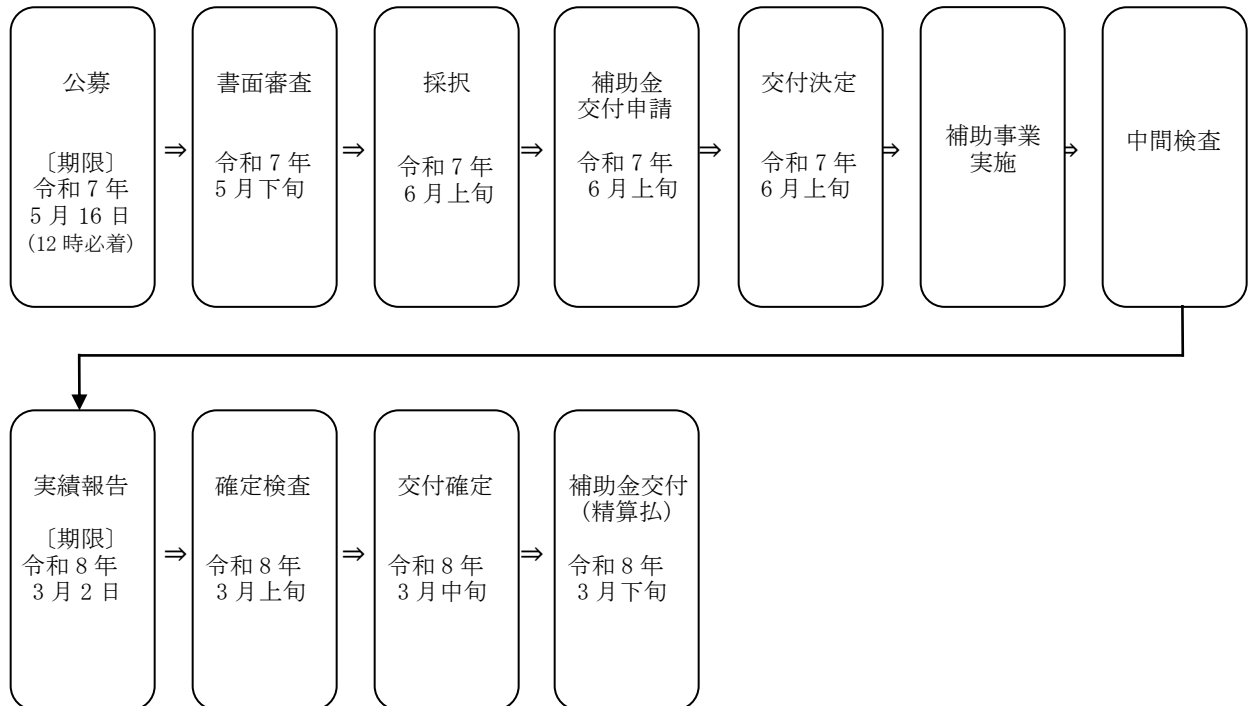 公募
〔期限〕
令和7年
5月16日
(12時必着)
⇒
書面審査
令和7年
5月下旬
⇒
採択
令和7年
6月上旬
⇒
補助金
交付申請
令和7年
6月上旬
⇒
交付決定
令和7年
6月上旬
⇒
補助事業
実施
⇒
中間検査
実績報告
〔期限〕
令和8年
3月2日
⇒
確定検査
令和8年
3月上旬
⇒
交付確定
令和8年
3月中旬
⇒
補助金交付
(精算払)
令和8年
3月下旬